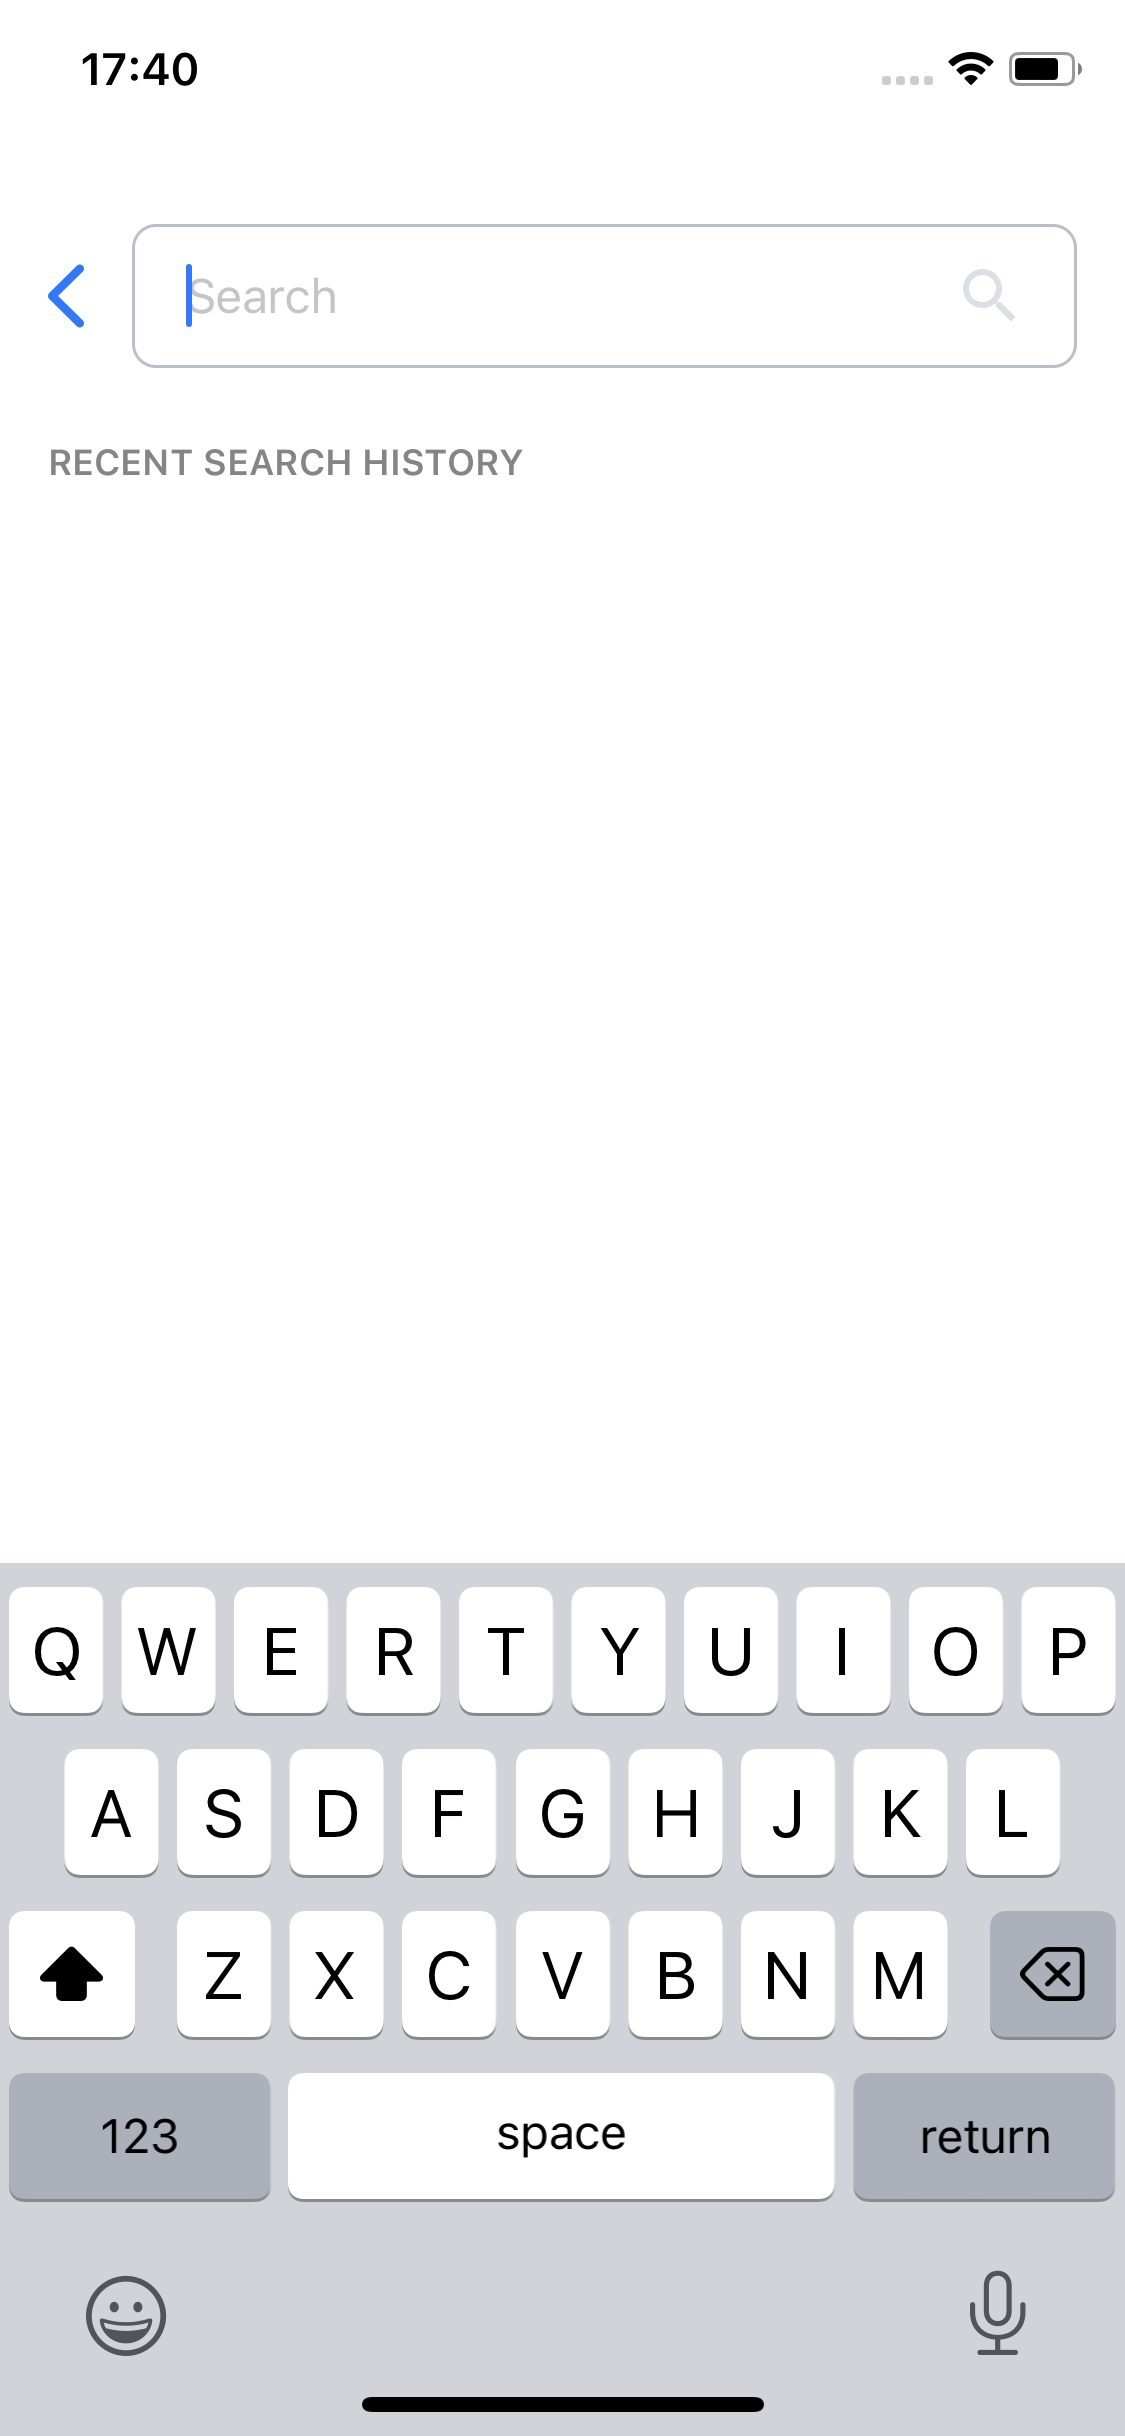 17:40
Search
RECENT SEARCH HISTORY
Q W E R T Y U I O P
A S D F G H J K L
Z X C V B N M
123 space return